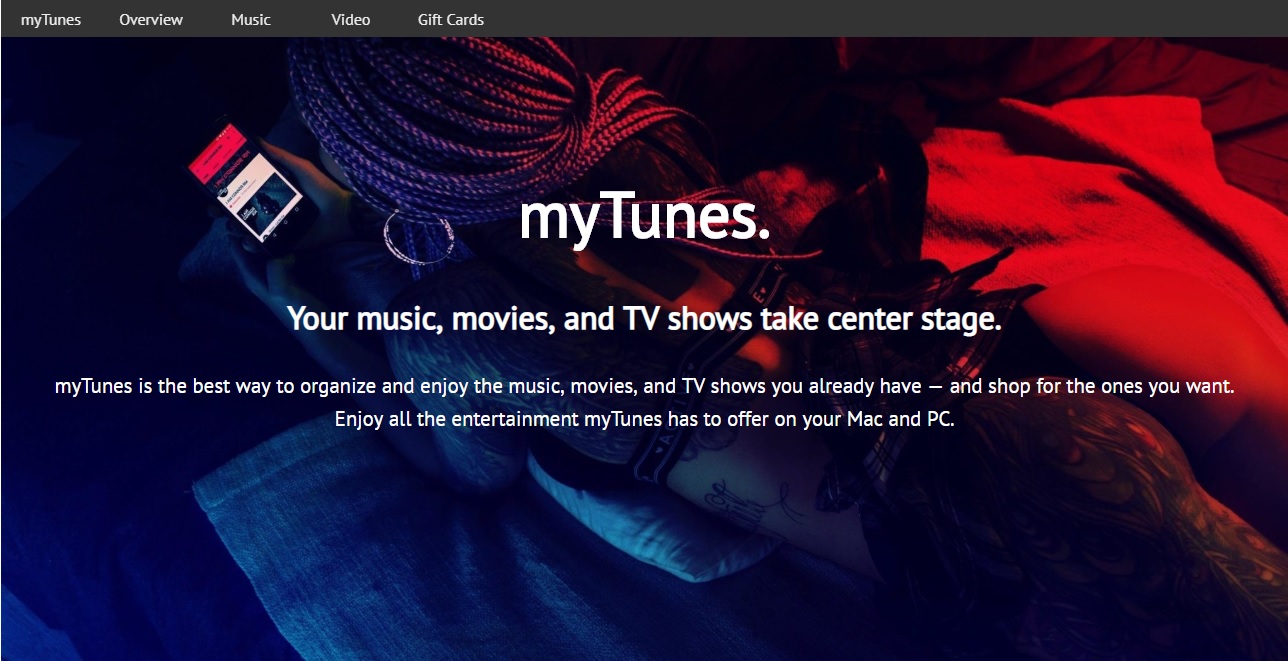 myTunes Overview Music Video Gift Cards
myTunes.
Your music, movies, and TV shows take center stage.
myTunes is the best way to organize and enjoy the music, movies, and TV shows you already have — and shop for the ones you want.
Enjoy all the entertainment myTunes has to offer on your Mac and PC.